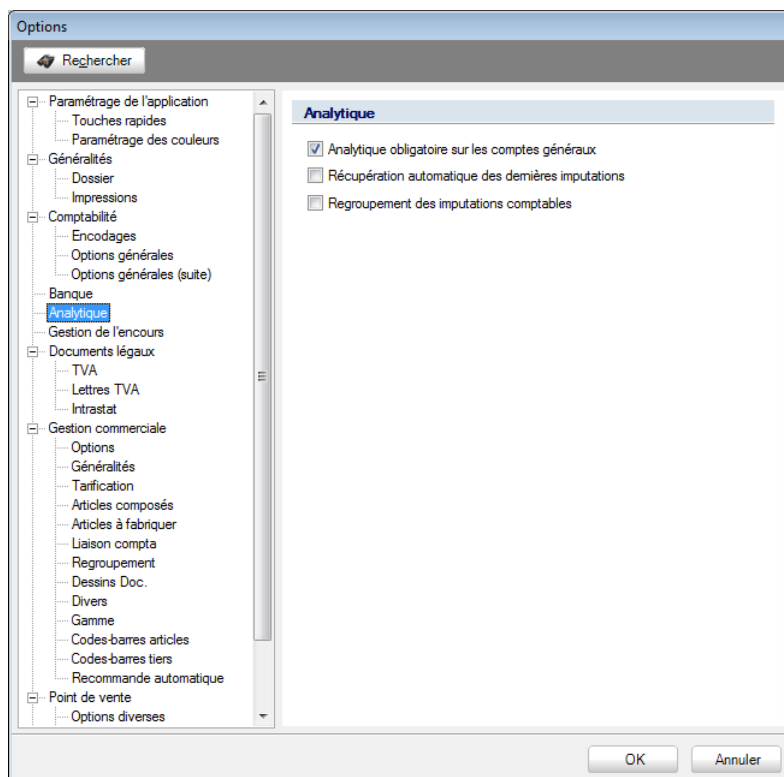 Options
Rechercher
Paramétrage de l'application
Touches rapides
Paramétrage des couleurs
Généralités
Dossier
Impressions
Comptabilité
Encodages
Options générales
Options générales (suite)
Banque
Analytique
Gestion de l'encours
Documents légaux
TVA
Lettres TVA
Intrastat
Gestion commerciale
Options
Généralités
Tarification
Articles composés
Articles à fabriquer
Liaison compta
Regroupement
Dessins Doc.
Divers
Gamme
Codes-barres articles
Codes-barres tiers
Recommande automatique
Point de vente
Options diverses
Analytique
Analytique obligatoire sur les comptes généraux
Récupération automatique des dernières imputations
Regroupement des imputations comptables
OK
Annuler